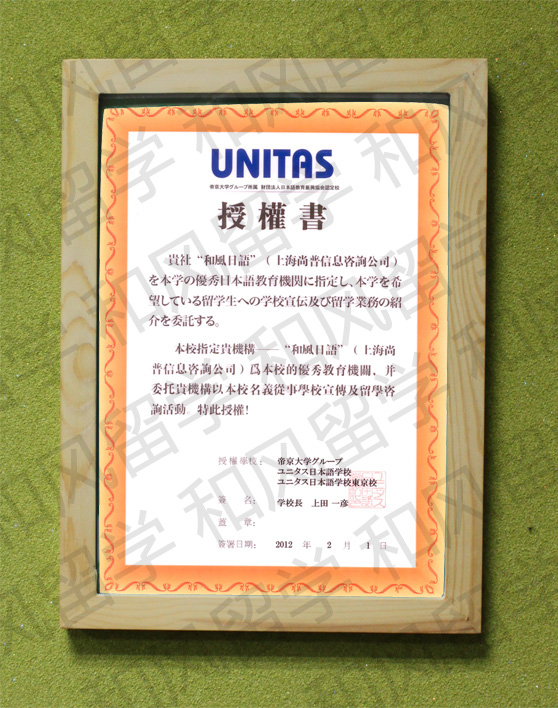 UNITAS
帝京大学グループ所属 財団法人日本語教育振興協会認定校
授權書
貴社“和風日語”（上海尚普信息咨詢公司）
を本学の優秀日本語教育機関に指定し、本学を希
望している留学生への学校宣伝及び留学業務の紹
介を委託する。
本校指定貴機構——“和風日語”（上海尚
普信息咨詢公司）爲本校的優秀教育機關，并
委托貴機構以本校名義從事學校宣傳及留學咨
詢活動。特此授權！
授權學校： 帝京大学グループ
ユニタス日本語学校
ユニタス日本語学校東京校
簽 名： 学校長 上田 一彦
蓋 章：
簽署日期： 2012 年 2 月 1 日
和风留学